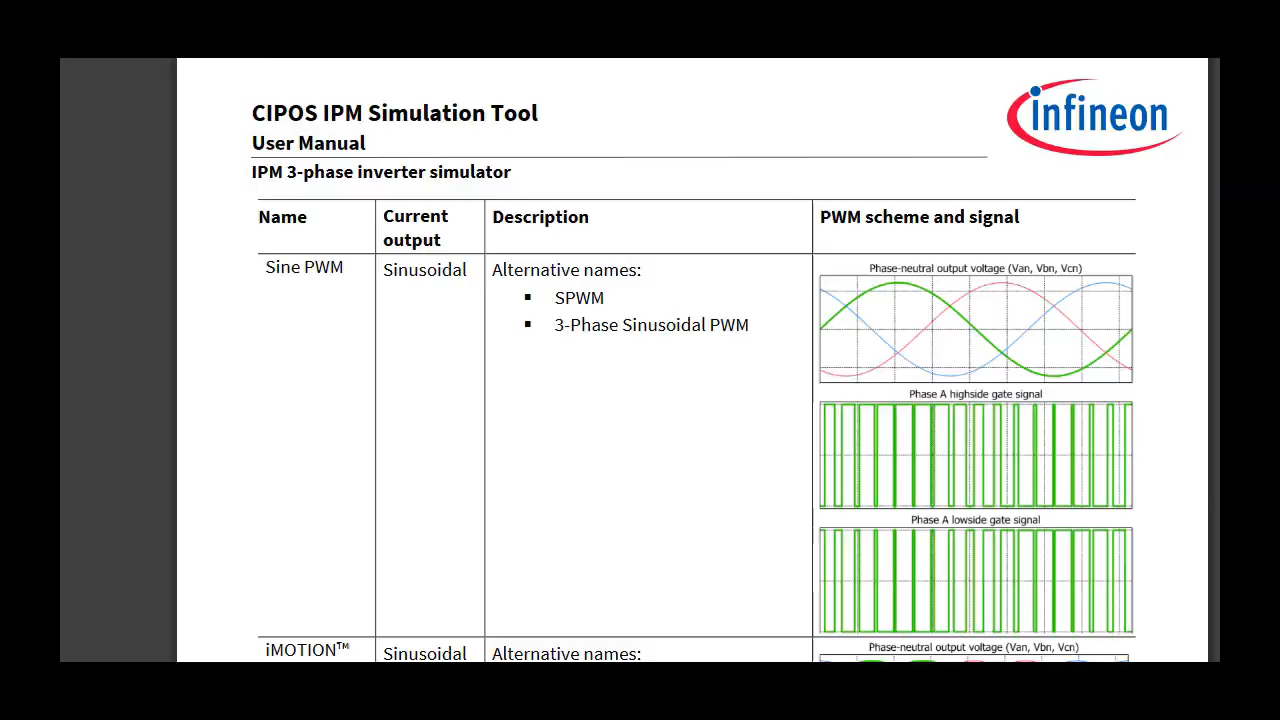 CIPOS IPM Simulation Tool
User Manual
infineon
IPM 3-phase inverter simulator
Name
Current output
Description
PWM scheme and signal
Sine PWM
Sinusoidal
Alternative names:
▪ SPWM
▪ 3-Phase Sinusoidal PWM
Phase-neutral output voltage (Van, Vbn, Vcn)
Phase A highside gate signal
Phase A lowside gate signal
iMOTION™
Sinusoidal
Alternative names:
Phase-neutral output voltage (Van, Vbn, Vcn)